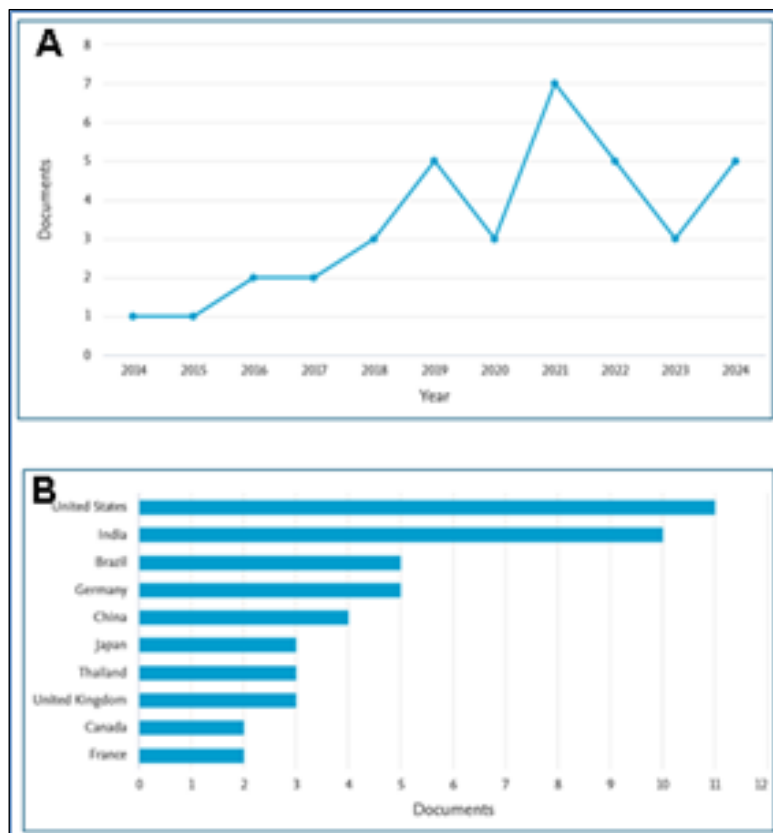 A
8
7
6
5
4
3
2
1
0
Documents
2014 2015 2016 2017 2018 2019 2020 2021 2022 2023 2024
Year
B
United States
India
Brazil
Germany
China
Japan
Thailand
United Kingdom
Canada
France
0 1 2 3 4 5 6 7 8 9 10 11 12
Documents